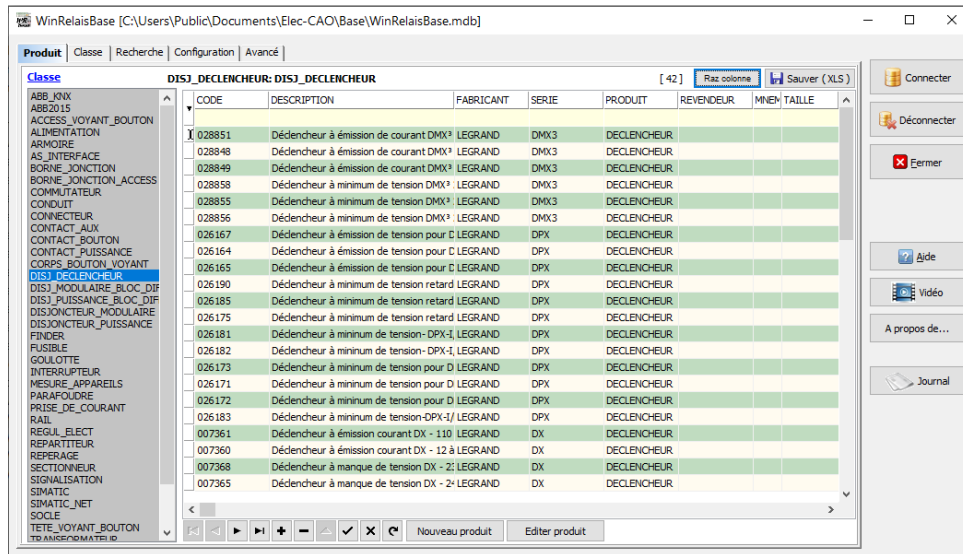 WinRelaisBase [C:\Users\Public\Documents\Elec-CAO\Base\WinRelaisBase.mdb]
Produit Classe Recherche Configuration Avancé
Classe DISJ_DECLENCHEUR: DISJ_DECLENCHEUR [ 42 ] Raz colonne Sauver (XLS)
CODE DESCRIPTION FABRICANT SERIE PRODUIT REVENDEUR MNEM TAILLE
028851 Déclencheur à émission de courant DMX³ LEGRAND DMX3 DECLENCHEUR
028848 Déclencheur à émission de courant DMX³ LEGRAND DMX3 DECLENCHEUR
028849 Déclencheur à émission de courant DMX³ LEGRAND DMX3 DECLENCHEUR
028858 Déclencheur à minimum de tension DMX³ LEGRAND DMX3 DECLENCHEUR
028855 Déclencheur à minimum de tension DMX³ LEGRAND DMX3 DECLENCHEUR
028856 Déclencheur à minimum de tension DMX³ LEGRAND DMX3 DECLENCHEUR
026167 Déclencheur à émission de tension pour D LEGRAND DPX DECLENCHEUR
026164 Déclencheur à émission de tension pour D LEGRAND DPX DECLENCHEUR
026165 Déclencheur à émission de tension pour D LEGRAND DPX DECLENCHEUR
026190 Déclencheur à minimum de tension retard LEGRAND DPX DECLENCHEUR
026185 Déclencheur à minimum de tension retard LEGRAND DPX DECLENCHEUR
026175 Déclencheur à minimum de tension retard LEGRAND DPX DECLENCHEUR
026181 Déclencheur à mininum de tension- DPX-I, LEGRAND DPX DECLENCHEUR
026182 Déclencheur à mininum de tension- DPX-I, LEGRAND DPX DECLENCHEUR
026173 Déclencheur à mininum de tension pour D LEGRAND DPX DECLENCHEUR
026171 Déclencheur à mininum de tension pour D LEGRAND DPX DECLENCHEUR
026172 Déclencheur à mininum de tension pour D LEGRAND DPX DECLENCHEUR
026183 Déclencheur à mininum de tension-DPX-I/ LEGRAND DPX DECLENCHEUR
007361 Déclencheur à émission courant DX - 110 LEGRAND DX DECLENCHEUR
007360 Déclencheur à émission courant DX - 12 à LEGRAND DX DECLENCHEUR
007368 Déclencheur à manque de tension DX - 23 LEGRAND DX DECLENCHEUR
007365 Déclencheur à manque de tension DX - 24 LEGRAND DX DECLENCHEUR
ABB_KNX
ABB2015
ACCESS_VOYANT_BOUTON
ALIMENTATION
ARMOIRE
AS_INTERFACE
BORNE_JONCTION
BORNE_JONCTION_ACCESS
COMMUTATEUR
CONDUIT
CONNECTEUR
CONTACT_AUX
CONTACT_BOUTON
CONTACT_PUISSANCE
CORPS_BOUTON_VOYANT
DISJ_DECLENCHEUR
DISJ_MODULAIRE_BLOC_DIF
DISJ_PUISSANCE_BLOC_DIF
DISJONCTEUR_MODULAIRE
DISJONCTEUR_PUISSANCE
FINDER
FUSIBLE
GOULOTTE
INTERRUPTEUR
MESURE_APPAREILS
PARAFOUDRE
PRISE_DE_COURANT
RAIL
REGUL_ELECT
REPARTITEUR
REPERAGE
SECTIONNEUR
SIGNALISATION
SIMATIC
SIMATIC_NET
SOCLE
TETE_VOYANT_BOUTON
TRANSFORMATEUR
Nouveau produit Editer produit
Connecter
Déconnecter
Fermer
Aide
Vidéo
A propos de...
Journal